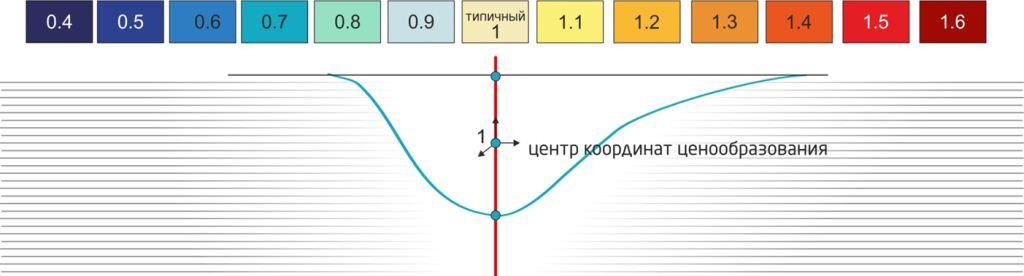 0.4 0.5 0.6 0.7 0.8 0.9 типичный 1 1.1 1.2 1.3 1.4 1.5 1.6
1
центр координат ценообразования